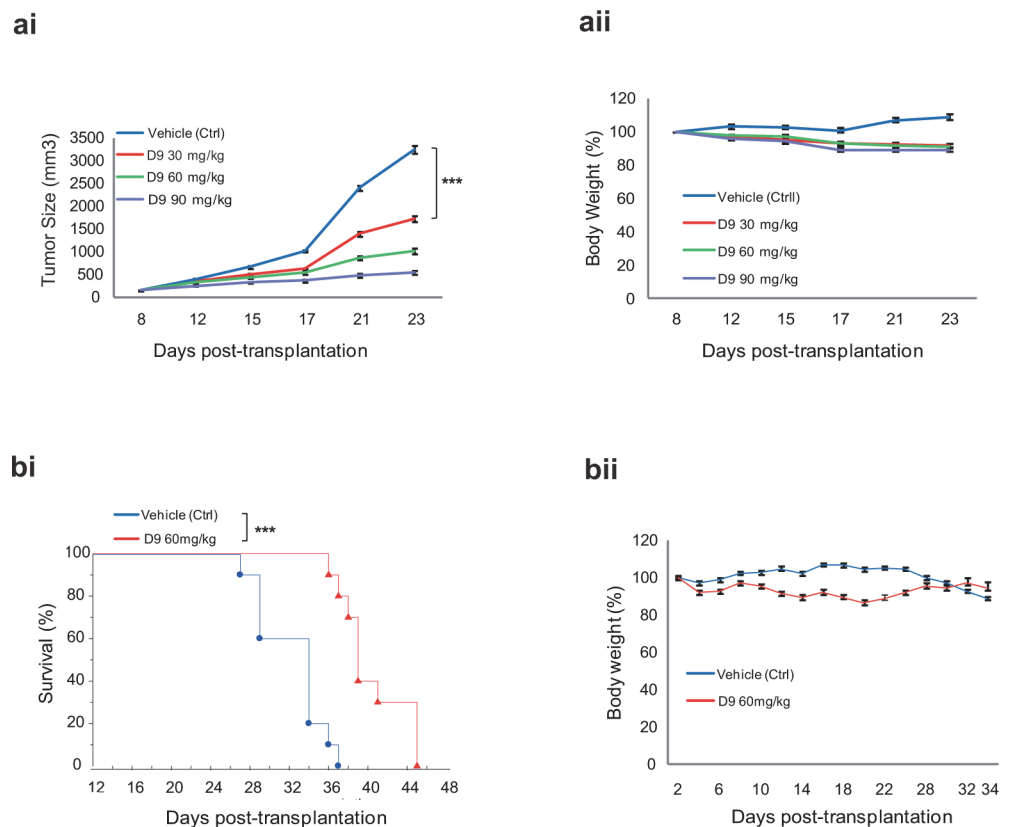 ai
Tumor Size (mm3)
3500
3000
2500
2000
1500
1000
500
0
Vehicle (Ctrl)
D9 30 mg/kg
D9 60 mg/kg
D9 90 mg/kg
***
8 12 15 17 21 23
Days post-transplantation
aii
Body Weight (%)
120
100
80
60
40
20
0
Vehicle (Ctrll)
D9 30 mg/kg
D9 60 mg/kg
D9 90 mg/kg
8 12 15 17 21 23
Days post-transplantation
bi
Vehicle (Ctrl)
D9 60mg/kg
***
Survival (%)
100
80
60
40
20
0
12 16 20 24 28 32 36 40 44 48
Days post-transplantation
bii
Body weight (%)
120
100
80
60
40
20
0
Vehicle (Ctrl)
D9 60mg/kg
2 6 10 14 18 22 28 32 34
Days post-transplantation